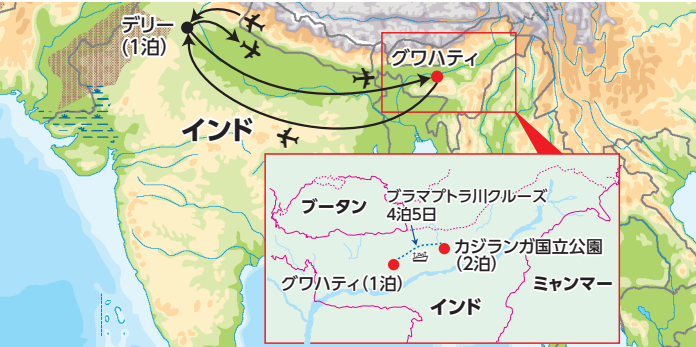 デリー
(1泊)
グワハティ
インド
ブータン
ブラマプトラ川クルーズ
4泊5日
カジランガ国立公園
(2泊)
グワハティ(1泊)
ミャンマー
インド